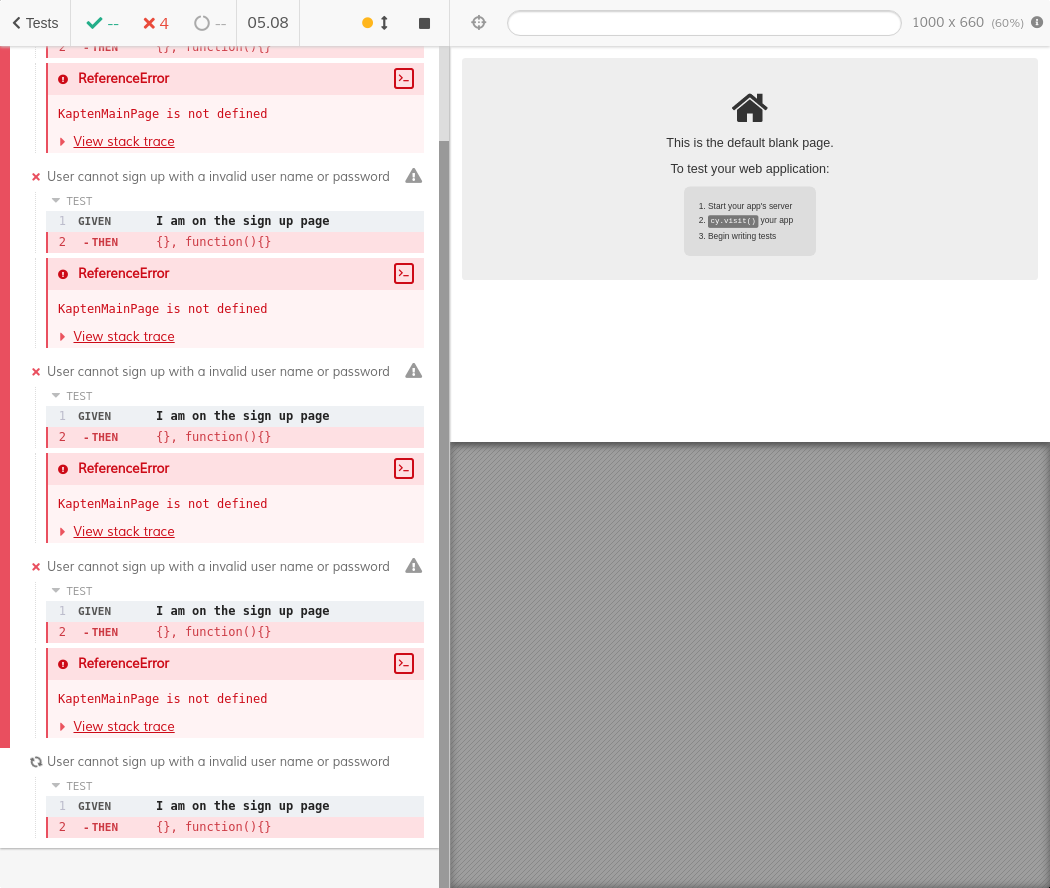 Tests
--
4
--
05.08
1000 x 660 (60%)
2 -THEN {}, function(){}
ReferenceError
KaptenMainPage is not defined
View stack trace
User cannot sign up with a invalid user name or password
TEST
1 GIVEN I am on the sign up page
2 -THEN {}, function(){}
ReferenceError
KaptenMainPage is not defined
View stack trace
User cannot sign up with a invalid user name or password
TEST
1 GIVEN I am on the sign up page
2 -THEN {}, function(){}
ReferenceError
KaptenMainPage is not defined
View stack trace
User cannot sign up with a invalid user name or password
TEST
1 GIVEN I am on the sign up page
2 -THEN {}, function(){}
ReferenceError
KaptenMainPage is not defined
View stack trace
User cannot sign up with a invalid user name or password
TEST
1 GIVEN I am on the sign up page
2 -THEN {}, function(){}
This is the default blank page.
To test your web application:
1. Start your app's server
2. cy.visit() your app
3. Begin writing tests